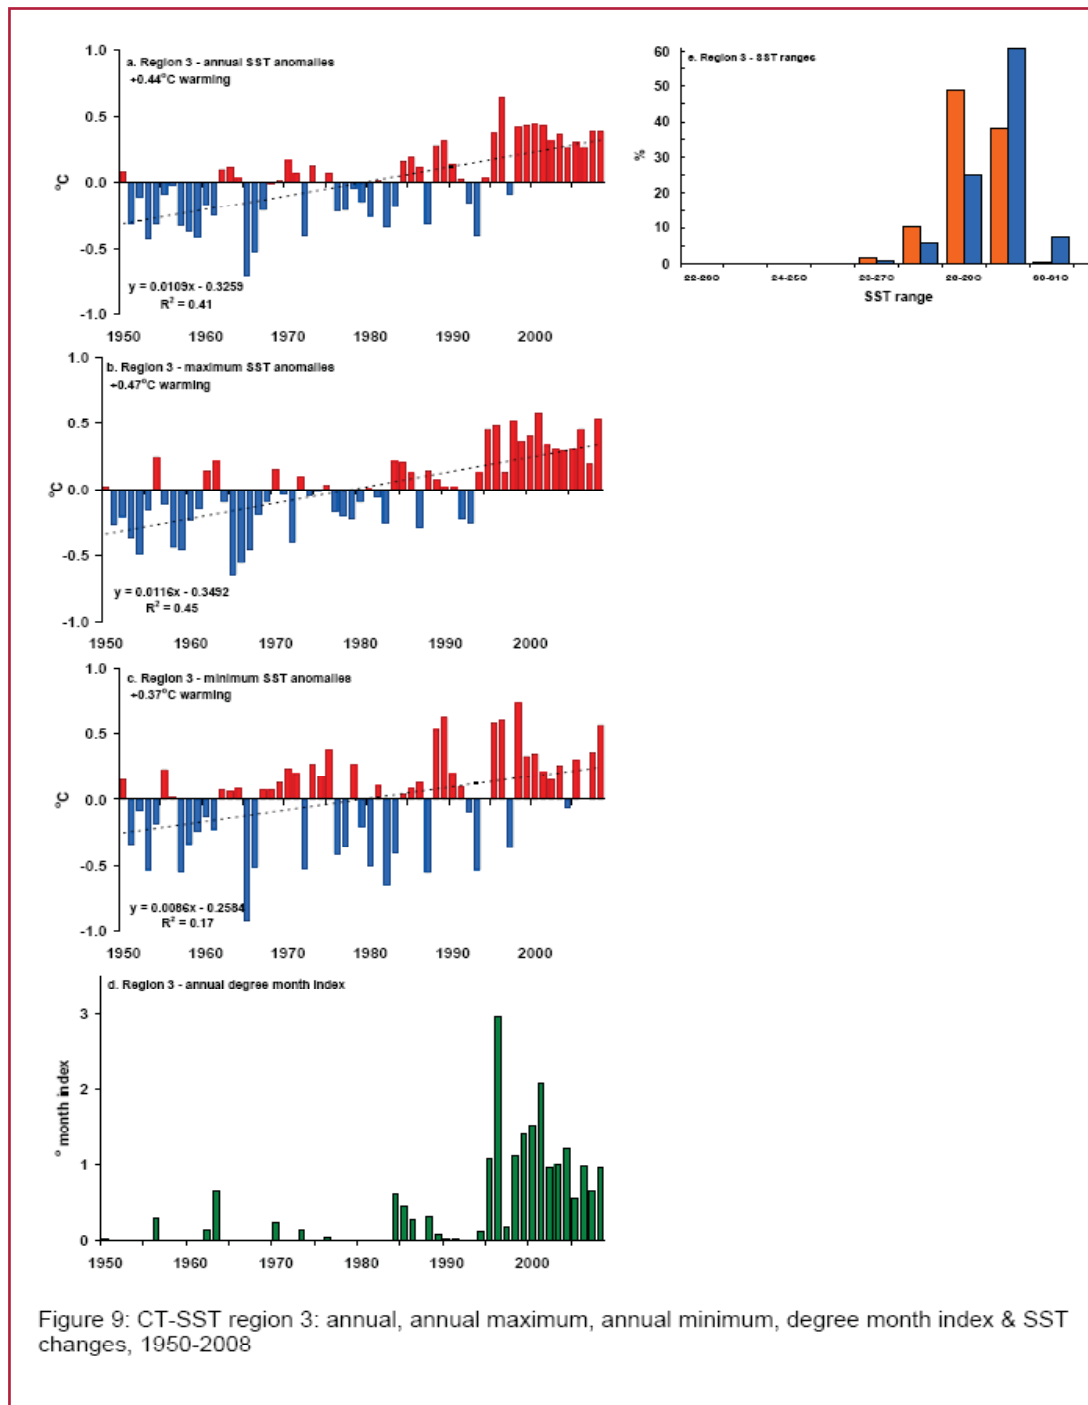 a. Region 3 - annual SST anomalies
+0.44°C warming
1.0
0.5
0.0
-0.5
-1.0
°C
y = 0.0109x - 0.3259
R² = 0.41
1950 1960 1970 1980 1990 2000
e. Region 3 - SST ranges
60
50
40
30
20
10
0
%
SST range
b. Region 3 - maximum SST anomalies
+0.47°C warming
1.0
0.5
0.0
-0.5
-1.0
°C
y = 0.0116x - 0.3492
R² = 0.45
1950 1960 1970 1980 1990 2000
c. Region 3 - minimum SST anomalies
+0.37°C warming
1.0
0.5
0.0
-0.5
-1.0
°C
y = 0.0086x - 0.2584
R² = 0.17
1950 1960 1970 1980 1990 2000
d. Region 3 - annual degree month index
3
2
1
0
° month index
1950 1960 1970 1980 1990 2000
Figure 9: CT-SST region 3: annual, annual maximum, annual minimum, degree month index & SST
changes, 1950-2008